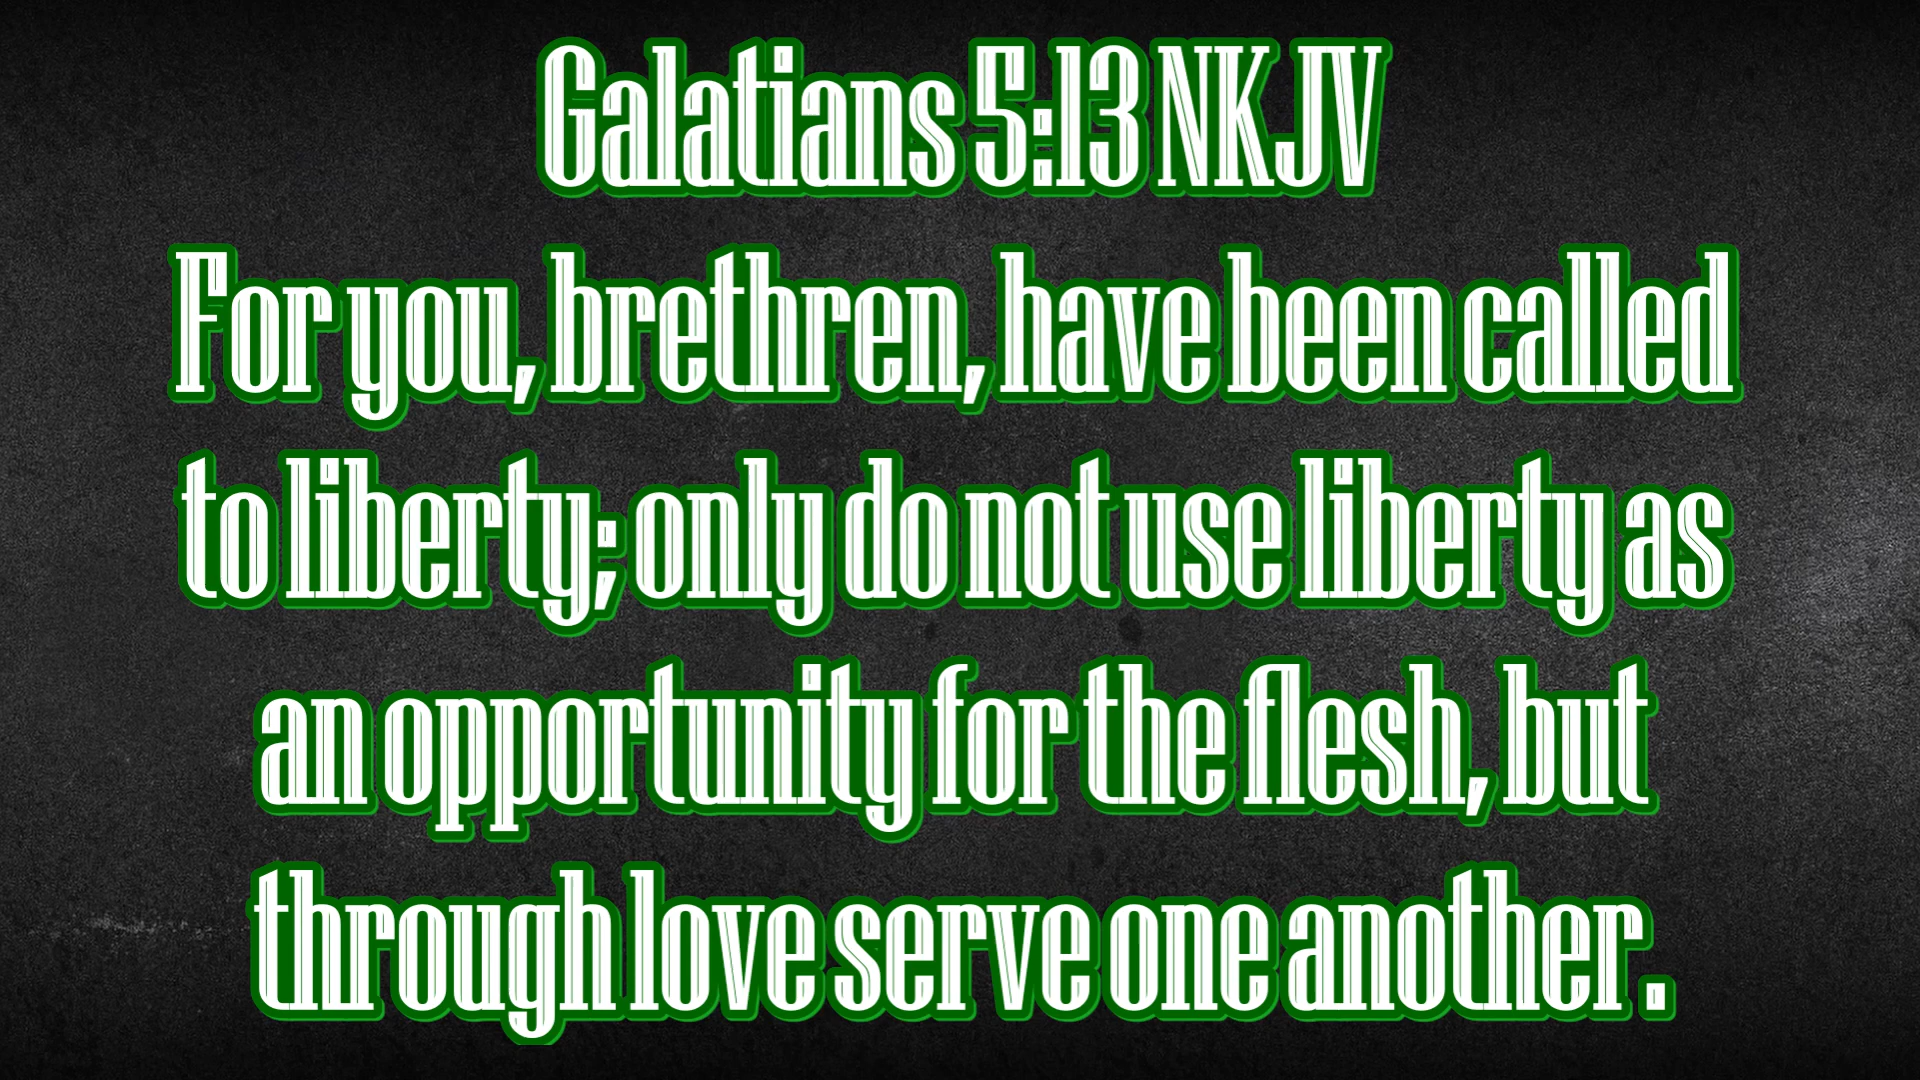 Galatians 5:13 NKJV
For you, brethren, have been called
to liberty; only do not use liberty as
an opportunity for the flesh, but
through love serve one another.